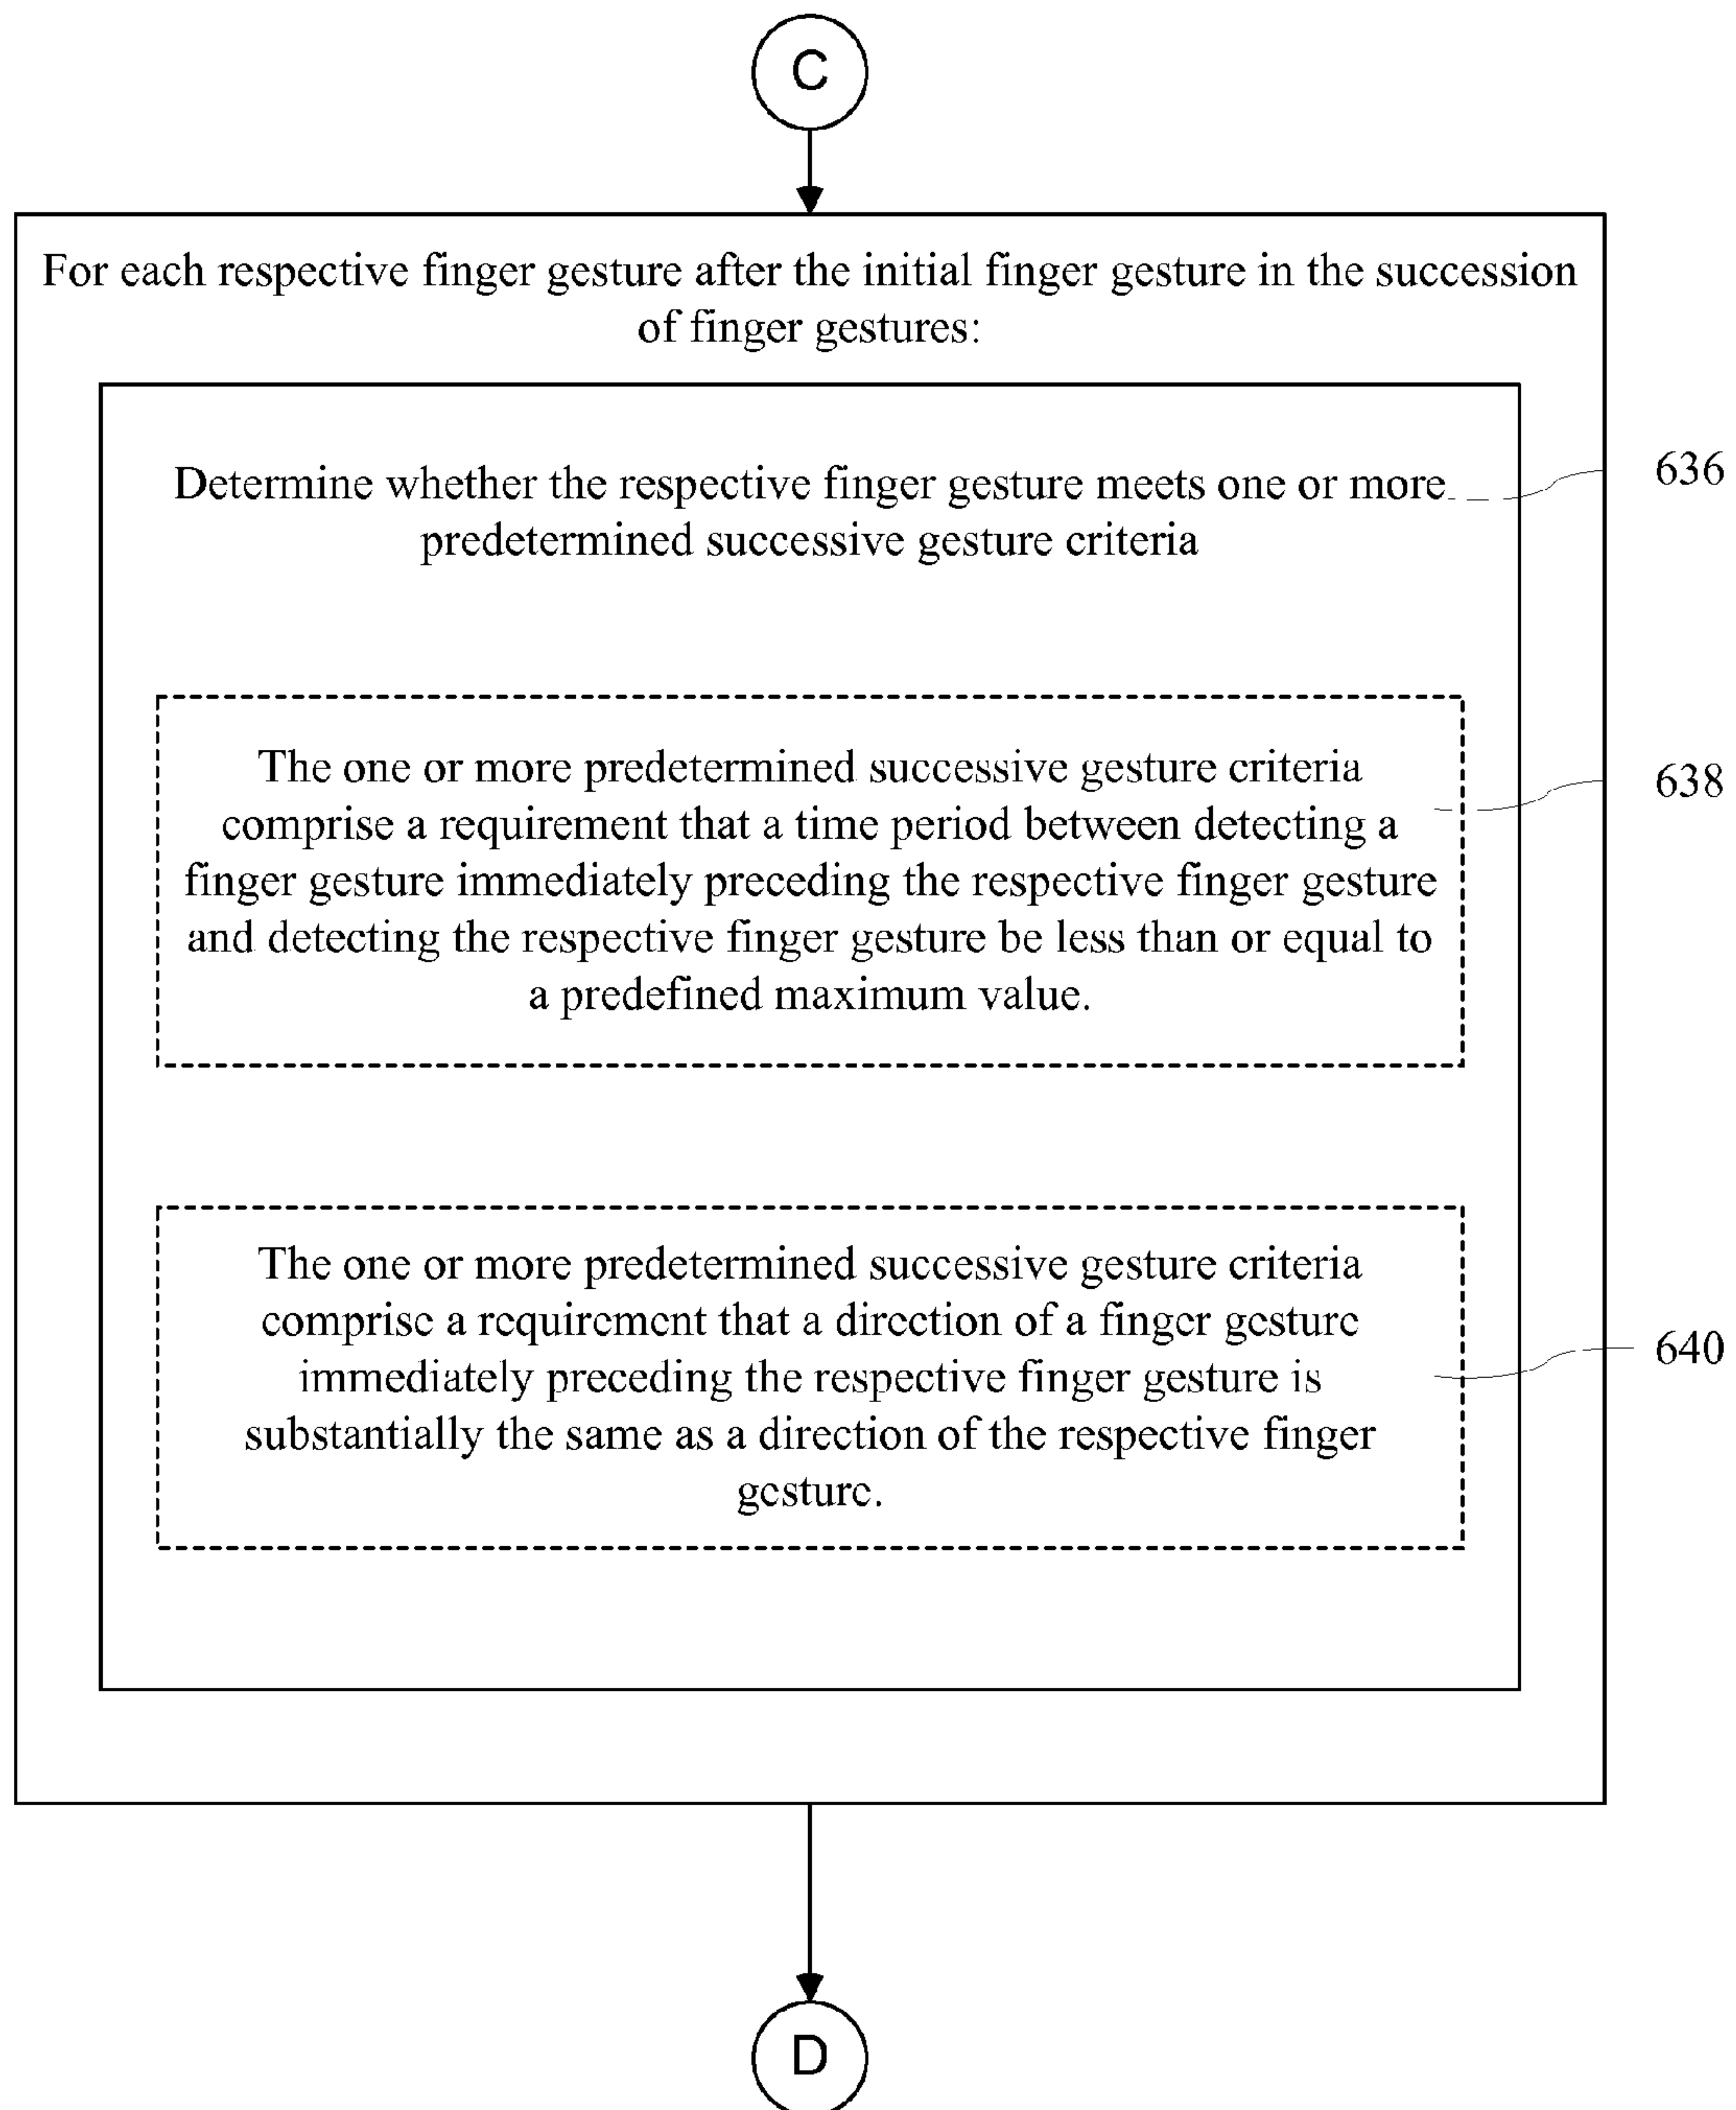 C
For each respective finger gesture after the initial finger gesture in the succession
of finger gestures:
Determine whether the respective finger gesture meets one or more
predetermined successive gesture criteria
636
The one or more predetermined successive gesture criteria
comprise a requirement that a time period between detecting a
finger gesture immediately preceding the respective finger gesture
and detecting the respective finger gesture be less than or equal to
a predefined maximum value.
638
The one or more predetermined successive gesture criteria
comprise a requirement that a direction of a finger gesture
immediately preceding the respective finger gesture is
substantially the same as a direction of the respective finger
gesture.
640
D